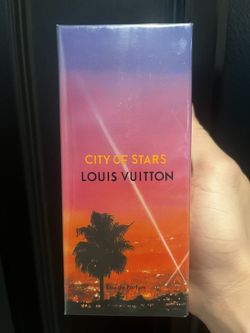 CITY OF STARS
LOUIS VUITTON
Eau de Parfum